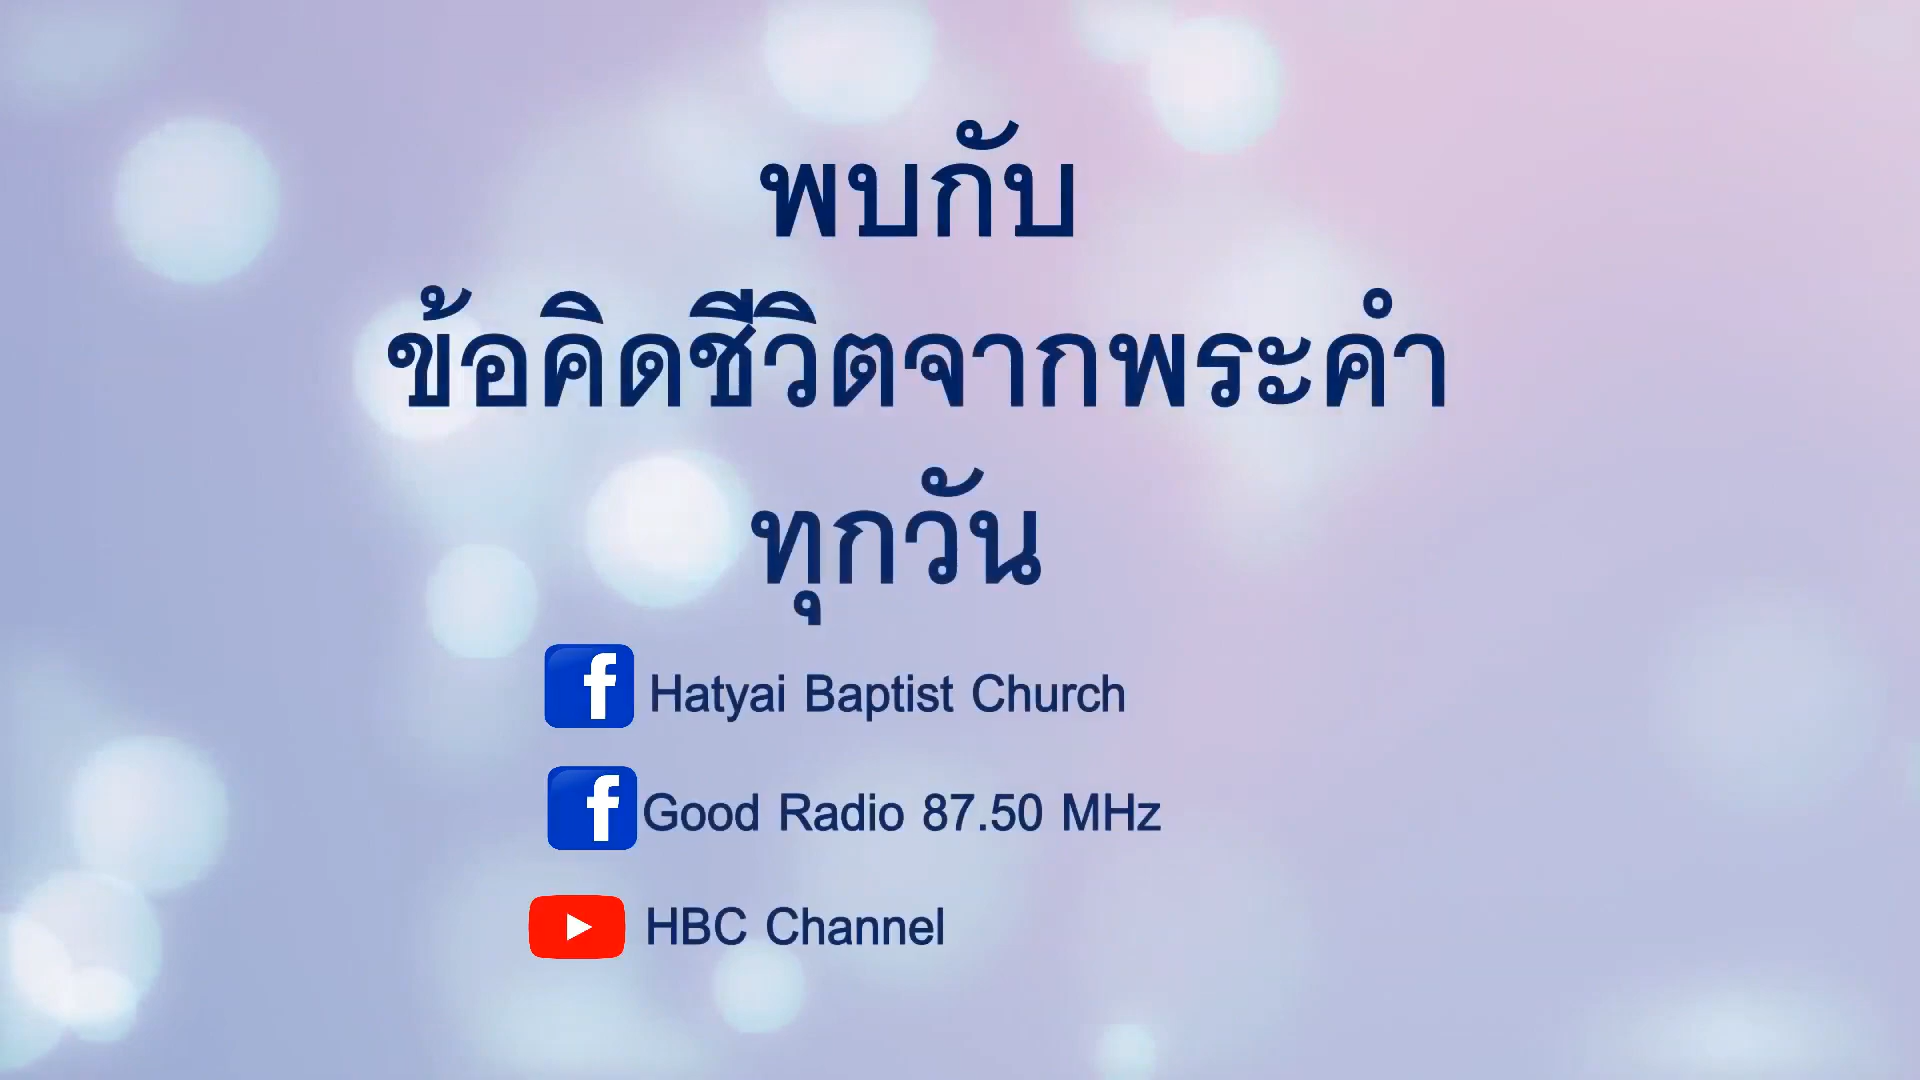 พบกับ
ข้อคิดชีวิตจากพระคำ
ทุกวัน
Hatyai Baptist Church
Good Radio 87.50 MHz
HBC Channel